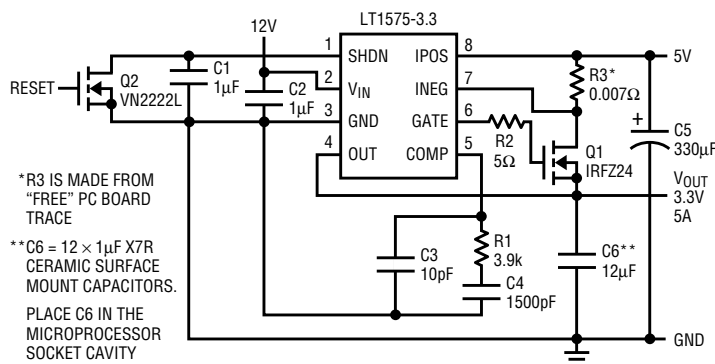 12V
LT1575-3.3
RESET
Q2
VN2222L
C1
1µF
C2
1µF
1
2
3
4
SHDN
VIN
GND
OUT
IPOS
INEG
GATE
COMP
8
7
6
5
R2
5Ω
R3*
0.007Ω
Q1
IRFZ24
5V
+
C5
330µF
VOUT
3.3V
5A
*R3 IS MADE FROM
"FREE" PC BOARD
TRACE
**C6 = 12 × 1µF X7R
CERAMIC SURFACE
MOUNT CAPACITORS.
PLACE C6 IN THE
MICROPROCESSOR
SOCKET CAVITY
C3
10pF
R1
3.9k
C4
1500pF
C6**
12µF
GND